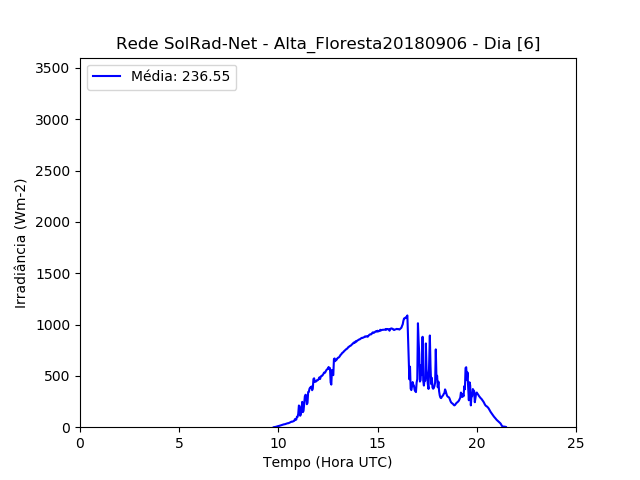 Rede SolRad-Net - Alta_Floresta20180906 - Dia [6]
Média: 236.55
3500
3000
2500
2000
1500
1000
500
0
Irradiância (Wm-2)
0 5 10 15 20 25
Tempo (Hora UTC)